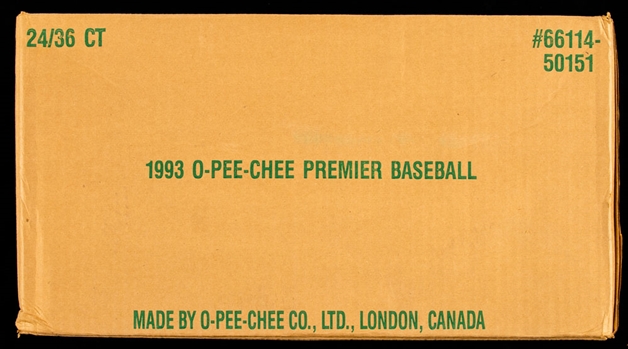 24/36 CT
#66114-
50151
1993 O-PEE-CHEE PREMIER BASEBALL
MADE BY O-PEE-CHEE CO., LTD., LONDON, CANADA